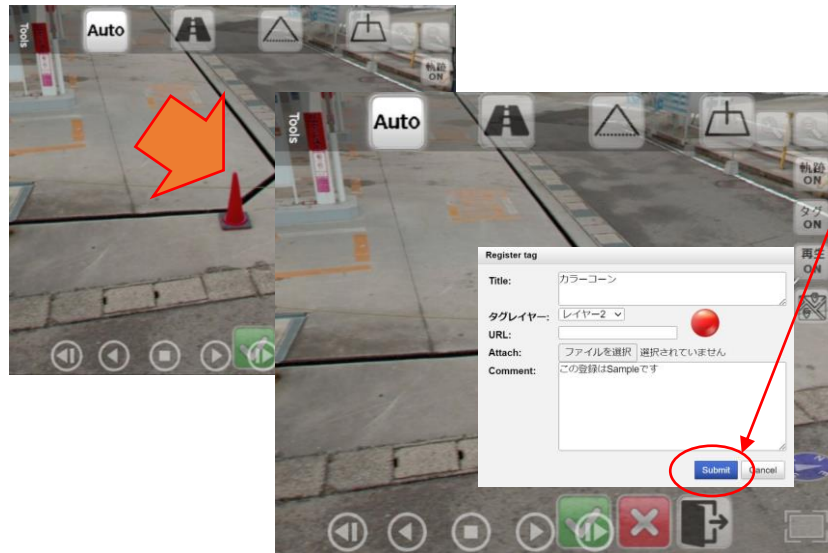 Tools
Auto
軌跡
ON
Tools
Auto
軌跡
ON
タグ
ON
再生
ON
Register tag
Title:
カラーコーン
タグレイヤー:
レイヤー2
URL:
Attach:
ファイルを選択 選択されていません
Comment:
この登録はSampleです
Submit
Cancel